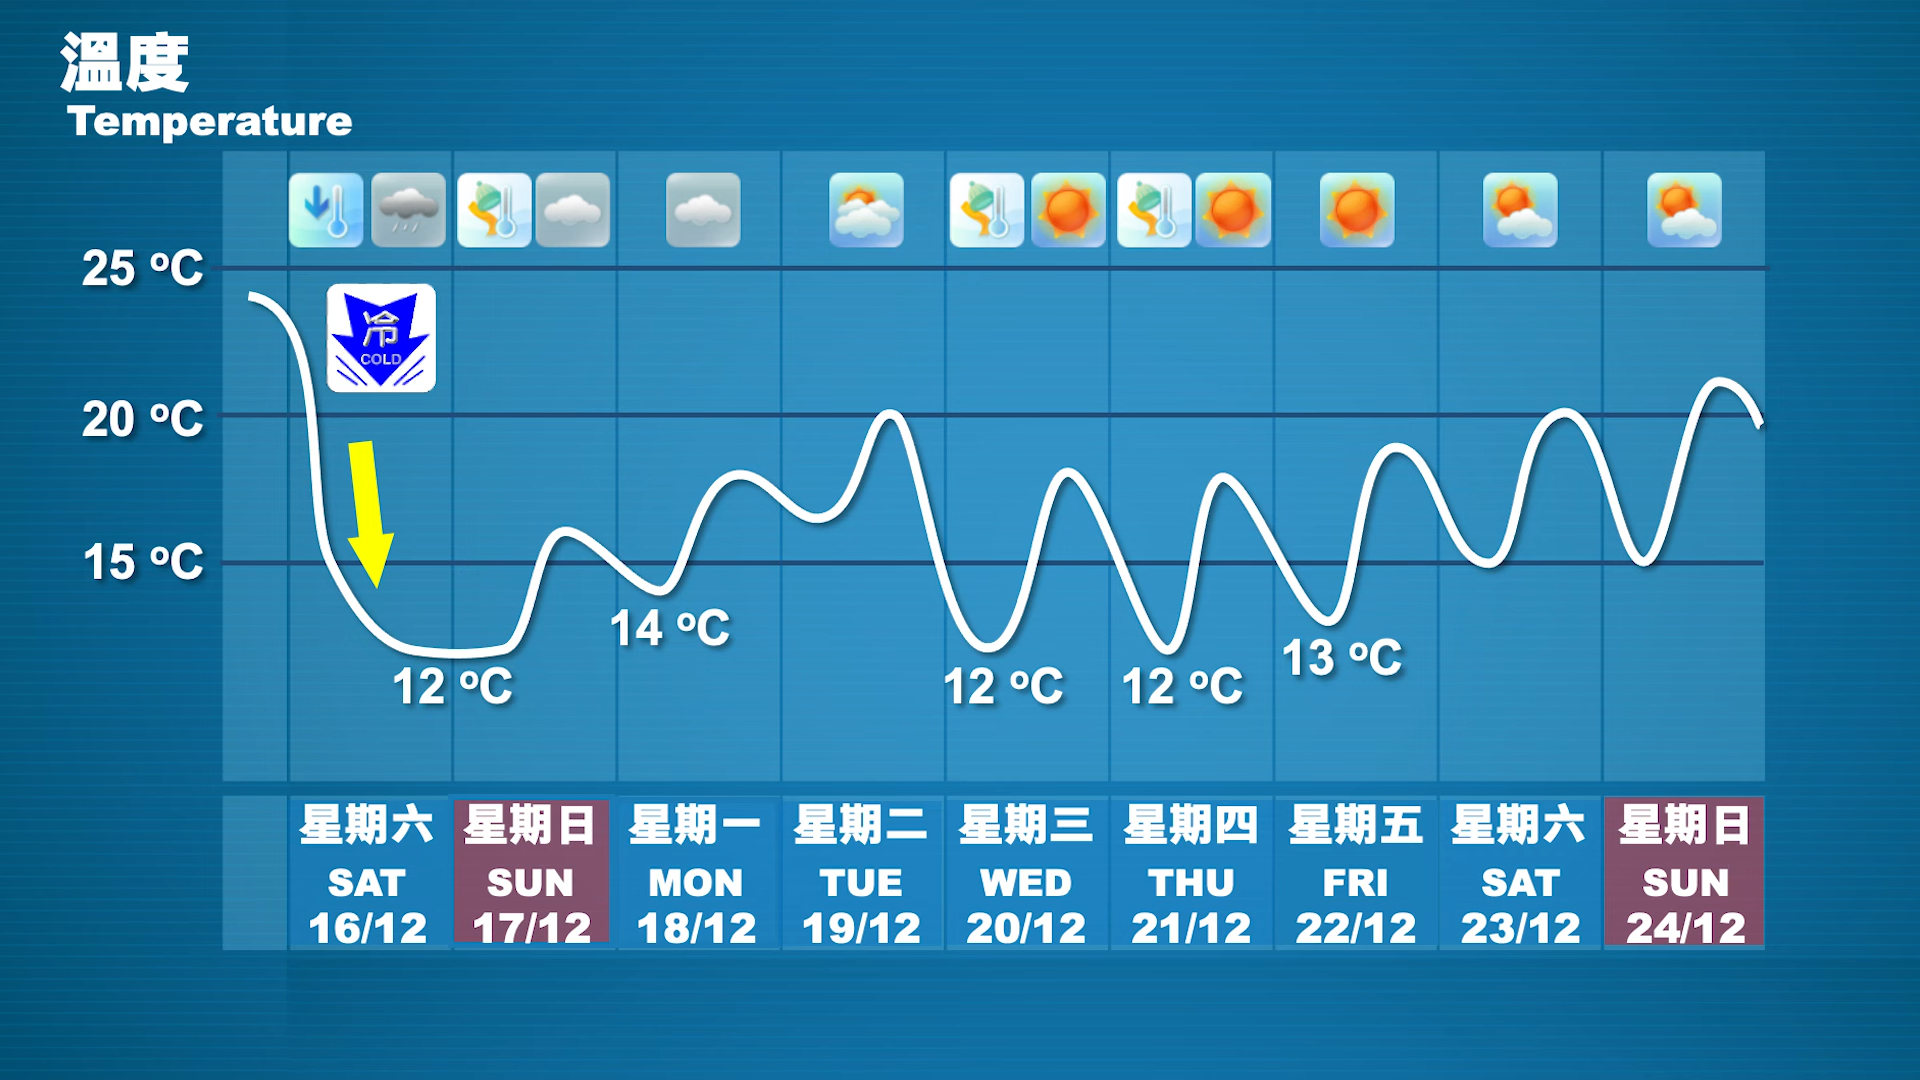 溫度
Temperature
25 ºC
冷
COLD
20 ºC
15 ºC
14 ºC
13 ºC
12 ºC
12 ºC
12 ºC
星期六 星期日 星期一 星期二 星期三 星期四 星期五 星期六 星期日
SAT SUN MON TUE WED THU FRI SAT SUN
16/12 17/12 18/12 19/12 20/12 21/12 22/12 23/12 24/12